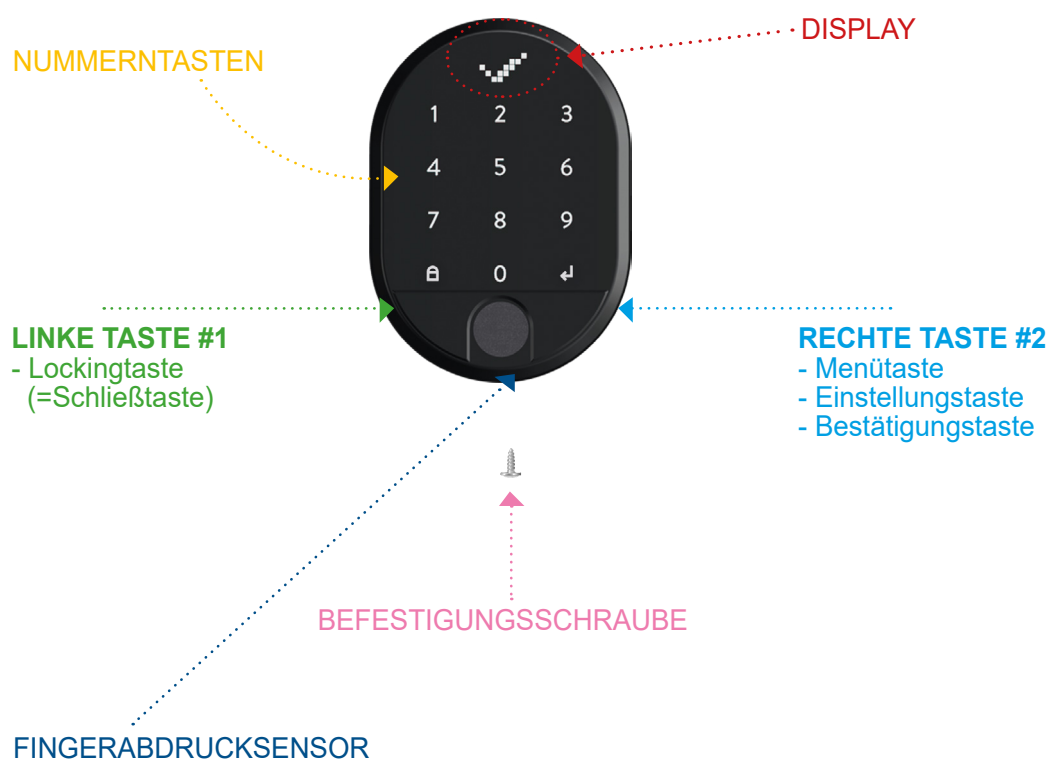 DISPLAY
NUMMERNTASTEN
1 2 3
4 5 6
7 8 9
0
LINKE TASTE #1
- Lockingtaste
(=Schließtaste)
RECHTE TASTE #2
- Menütaste
- Einstellungstaste
- Bestätigungstaste
BEFESTIGUNGSSCHRAUBE
FINGERABDRUCKSENSOR